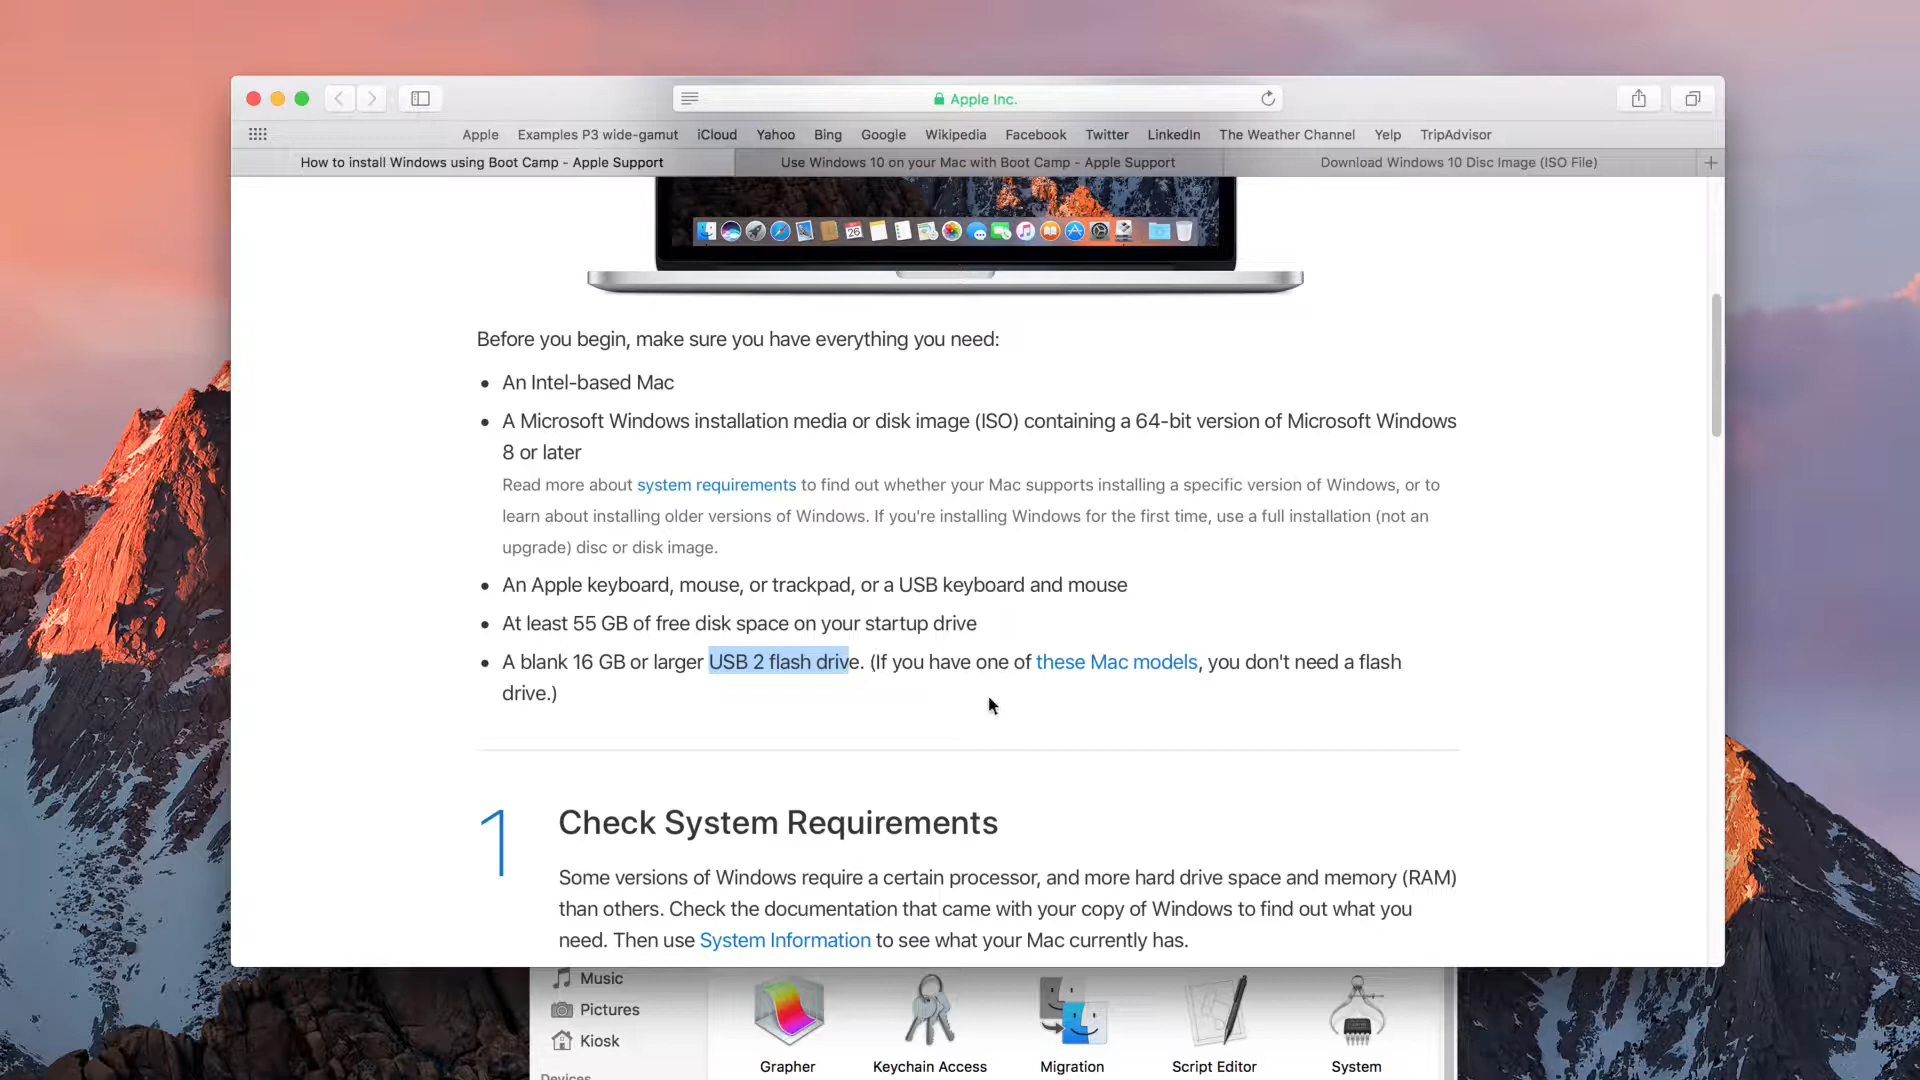 Apple Inc.
Apple Examples P3 wide-gamut iCloud Yahoo Bing Google Wikipedia Facebook Twitter LinkedIn The Weather Channel Yelp TripAdvisor
How to install Windows using Boot Camp - Apple Support
Use Windows 10 on your Mac with Boot Camp - Apple Support
Download Windows 10 Disc Image (ISO File)
26
Before you begin, make sure you have everything you need:
• An Intel-based Mac
• A Microsoft Windows installation media or disk image (ISO) containing a 64-bit version of Microsoft Windows
8 or later
Read more about system requirements to find out whether your Mac supports installing a specific version of Windows, or to
learn about installing older versions of Windows. If you're installing Windows for the first time, use a full installation (not an
upgrade) disc or disk image.
• An Apple keyboard, mouse, or trackpad, or a USB keyboard and mouse
• At least 55 GB of free disk space on your startup drive
• A blank 16 GB or larger USB 2 flash drive. (If you have one of these Mac models, you don't need a flash
drive.)
1
Check System Requirements
Some versions of Windows require a certain processor, and more hard drive space and memory (RAM)
than others. Check the documentation that came with your copy of Windows to find out what you
need. Then use System Information to see what your Mac currently has.
Music
Pictures
Kiosk
Devices
Grapher
Keychain Access
Migration
Script Editor
System